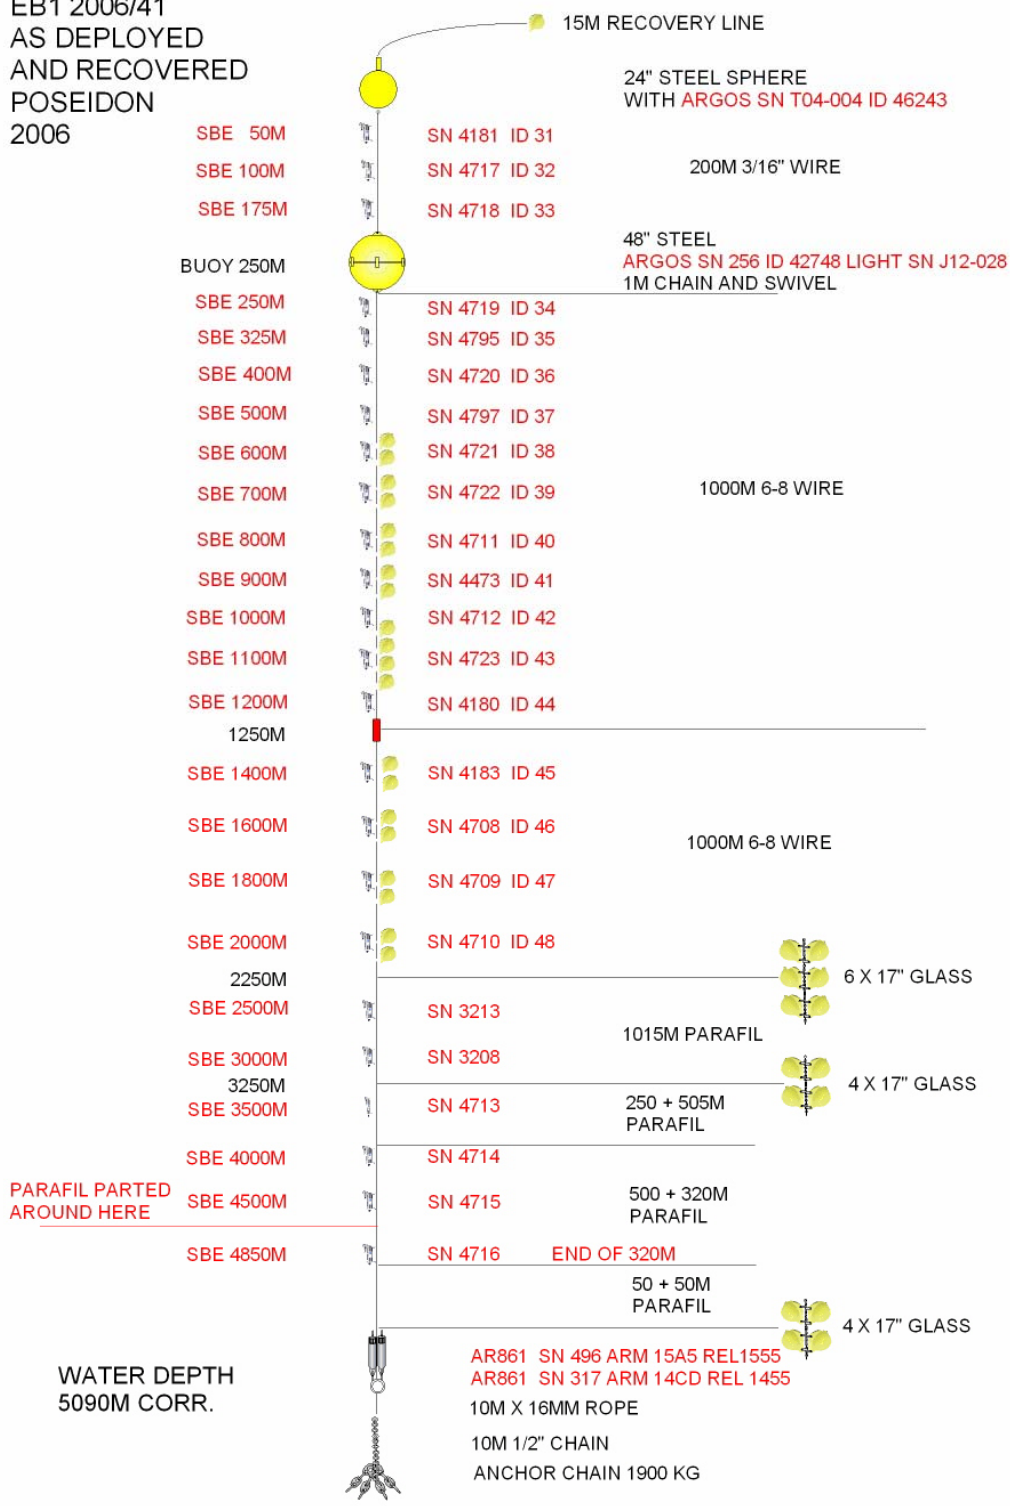 EB1 2006/41
AS DEPLOYED
AND RECOVERED
POSEIDON
2006
15M RECOVERY LINE
24" STEEL SPHERE
WITH ARGOS SN T04-004 ID 46243
SBE 50M SN 4181 ID 31
SBE 100M SN 4717 ID 32 200M 3/16" WIRE
SBE 175M SN 4718 ID 33
48" STEEL
BUOY 250M ARGOS SN 256 ID 42748 LIGHT SN J12-028
1M CHAIN AND SWIVEL
SBE 250M SN 4719 ID 34
SBE 325M SN 4795 ID 35
SBE 400M SN 4720 ID 36
SBE 500M SN 4797 ID 37
SBE 600M SN 4721 ID 38
SBE 700M SN 4722 ID 39 1000M 6-8 WIRE
SBE 800M SN 4711 ID 40
SBE 900M SN 4473 ID 41
SBE 1000M SN 4712 ID 42
SBE 1100M SN 4723 ID 43
SBE 1200M SN 4180 ID 44
1250M
SBE 1400M SN 4183 ID 45
SBE 1600M SN 4708 ID 46
1000M 6-8 WIRE
SBE 1800M SN 4709 ID 47
SBE 2000M SN 4710 ID 48
2250M 6 X 17" GLASS
SBE 2500M SN 3213
1015M PARAFIL
SBE 3000M SN 3208
3250M 4 X 17" GLASS
SBE 3500M SN 4713 250 + 505M
PARAFIL
SBE 4000M SN 4714
PARAFIL PARTED
AROUND HERE
SBE 4500M SN 4715 500 + 320M
PARAFIL
SBE 4850M SN 4716 END OF 320M
50 + 50M
PARAFIL
4 X 17" GLASS
AR861 SN 496 ARM 15A5 REL1555
AR861 SN 317 ARM 14CD REL 1455
WATER DEPTH
5090M CORR.
10M X 16MM ROPE
10M 1/2" CHAIN
ANCHOR CHAIN 1900 KG